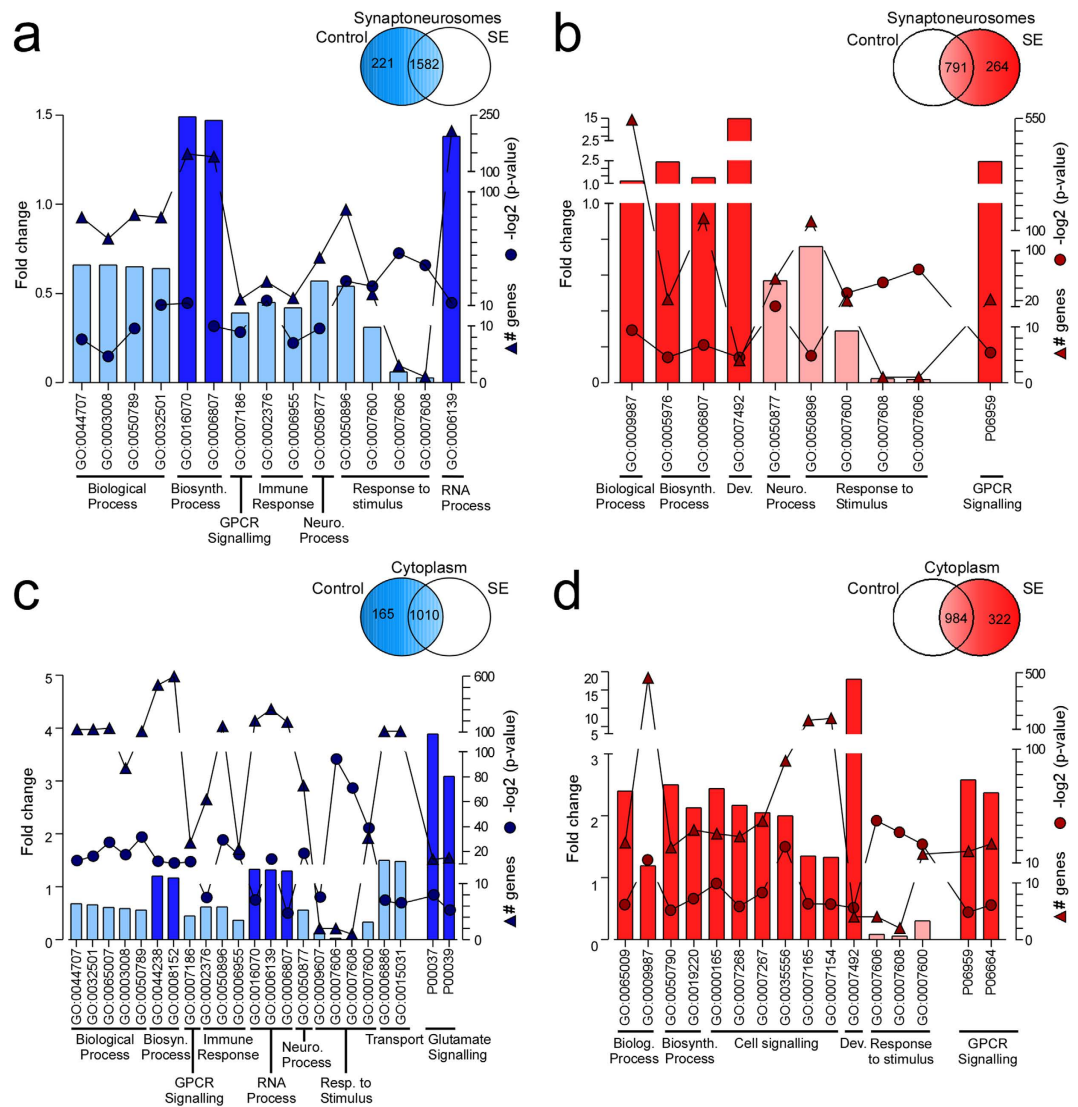 a
Synaptoneurosomes
Control
SE
221
1582
1.5
1.0
0.5
0
Fold change
250
100
100
10
10
0
# genes
-log2 (p-value)
GO:0044707
GO:0003008
GO:0050789
GO:0032501
GO:0016070
GO:0006807
GO:0007186
GO:0002376
GO:0006955
GO:0050877
GO:0050896
GO:0007600
GO:0007606
GO:0007608
GO:0006139
Biological
Process
Biosynth.
Process
GPCR
Signallimg
Immune
Response
Neuro.
Process
Response to
stimulus
RNA
Process
b
Synaptoneurosomes
Control
SE
791
264
15
2.5
2.5
1.0
1.0
0
Fold change
550
100
100
20
10
0
# genes
-log2 (p-value)
GO:0009987
GO:0005976
GO:0006807
GO:0007492
GO:0050877
GO:0050896
GO:0007600
GO:0007608
GO:0007606
P06959
Biological
Process
Biosynth.
Process
Dev.
Neuro.
Process
Response to
Stimulus
GPCR
Signalling
c
Cytoplasm
Control
SE
165
1010
5
4
3
2
1
0
Fold change
600
100
100
80
60
40
20
10
0
# genes
-log2 (p-value)
GO:0044707
GO:0032501
GO:0065007
GO:0003008
GO:0050789
GO:0044238
GO:0008152
GO:0007186
GO:0002376
GO:0050896
GO:0006955
GO:0016070
GO:0006139
GO:0006807
GO:0050877
GO:0009607
GO:0007606
GO:0007608
GO:0007600
GO:0006886
GO:0015031
P00037
P00039
Biological
Process
Biosyn.
Process
GPCR
Signalling
Immune
Response
RNA
Process
Neuro.
Process
Resp. to
Stimulus
Transport
Glutamate
Signalling
d
Cytoplasm
Control
SE
984
322
20
15
10
5
3
2
1
0
Fold change
500
100
100
10
10
0
# genes
-log2 (p-value)
GO:0065009
GO:0009987
GO:0050790
GO:0019220
GO:0000165
GO:0007268
GO:0007267
GO:0035556
GO:0007165
GO:0007154
GO:0007492
GO:0007606
GO:0007608
GO:0007600
P06959
P06664
Biolog.
Process
Biosynth.
Process
Cell signalling
Dev.
Response
to stimulus
GPCR
Signalling